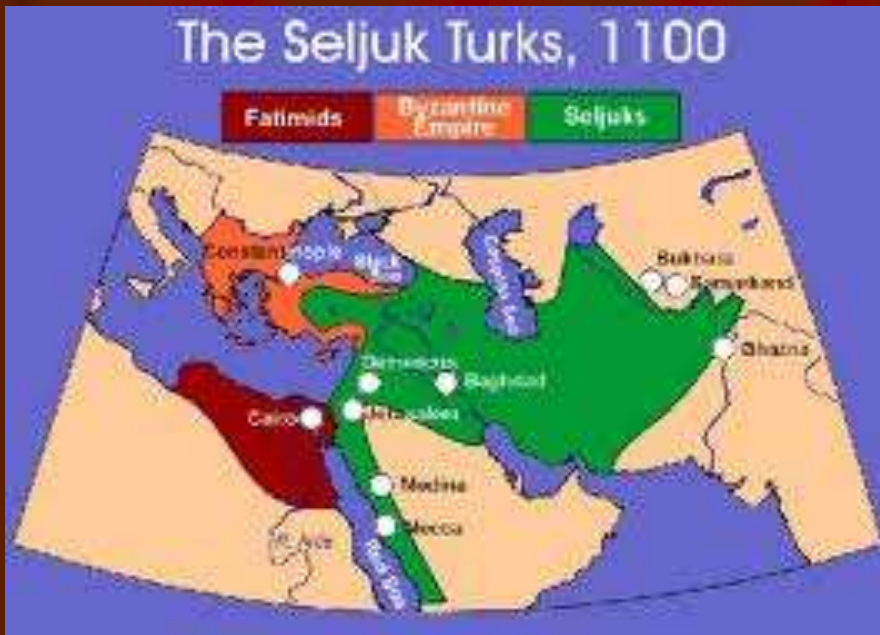 The Seljuk Turks, 1100
Fatimids
Byzantine
Empire
Seljuks
Constantinople
Black
Sea
Caspian Sea
Bukhara
Samarkand
Ghazna
Damascus
Baghdad
Jerusalem
Cairo
Medina
Mecca
Red Sea